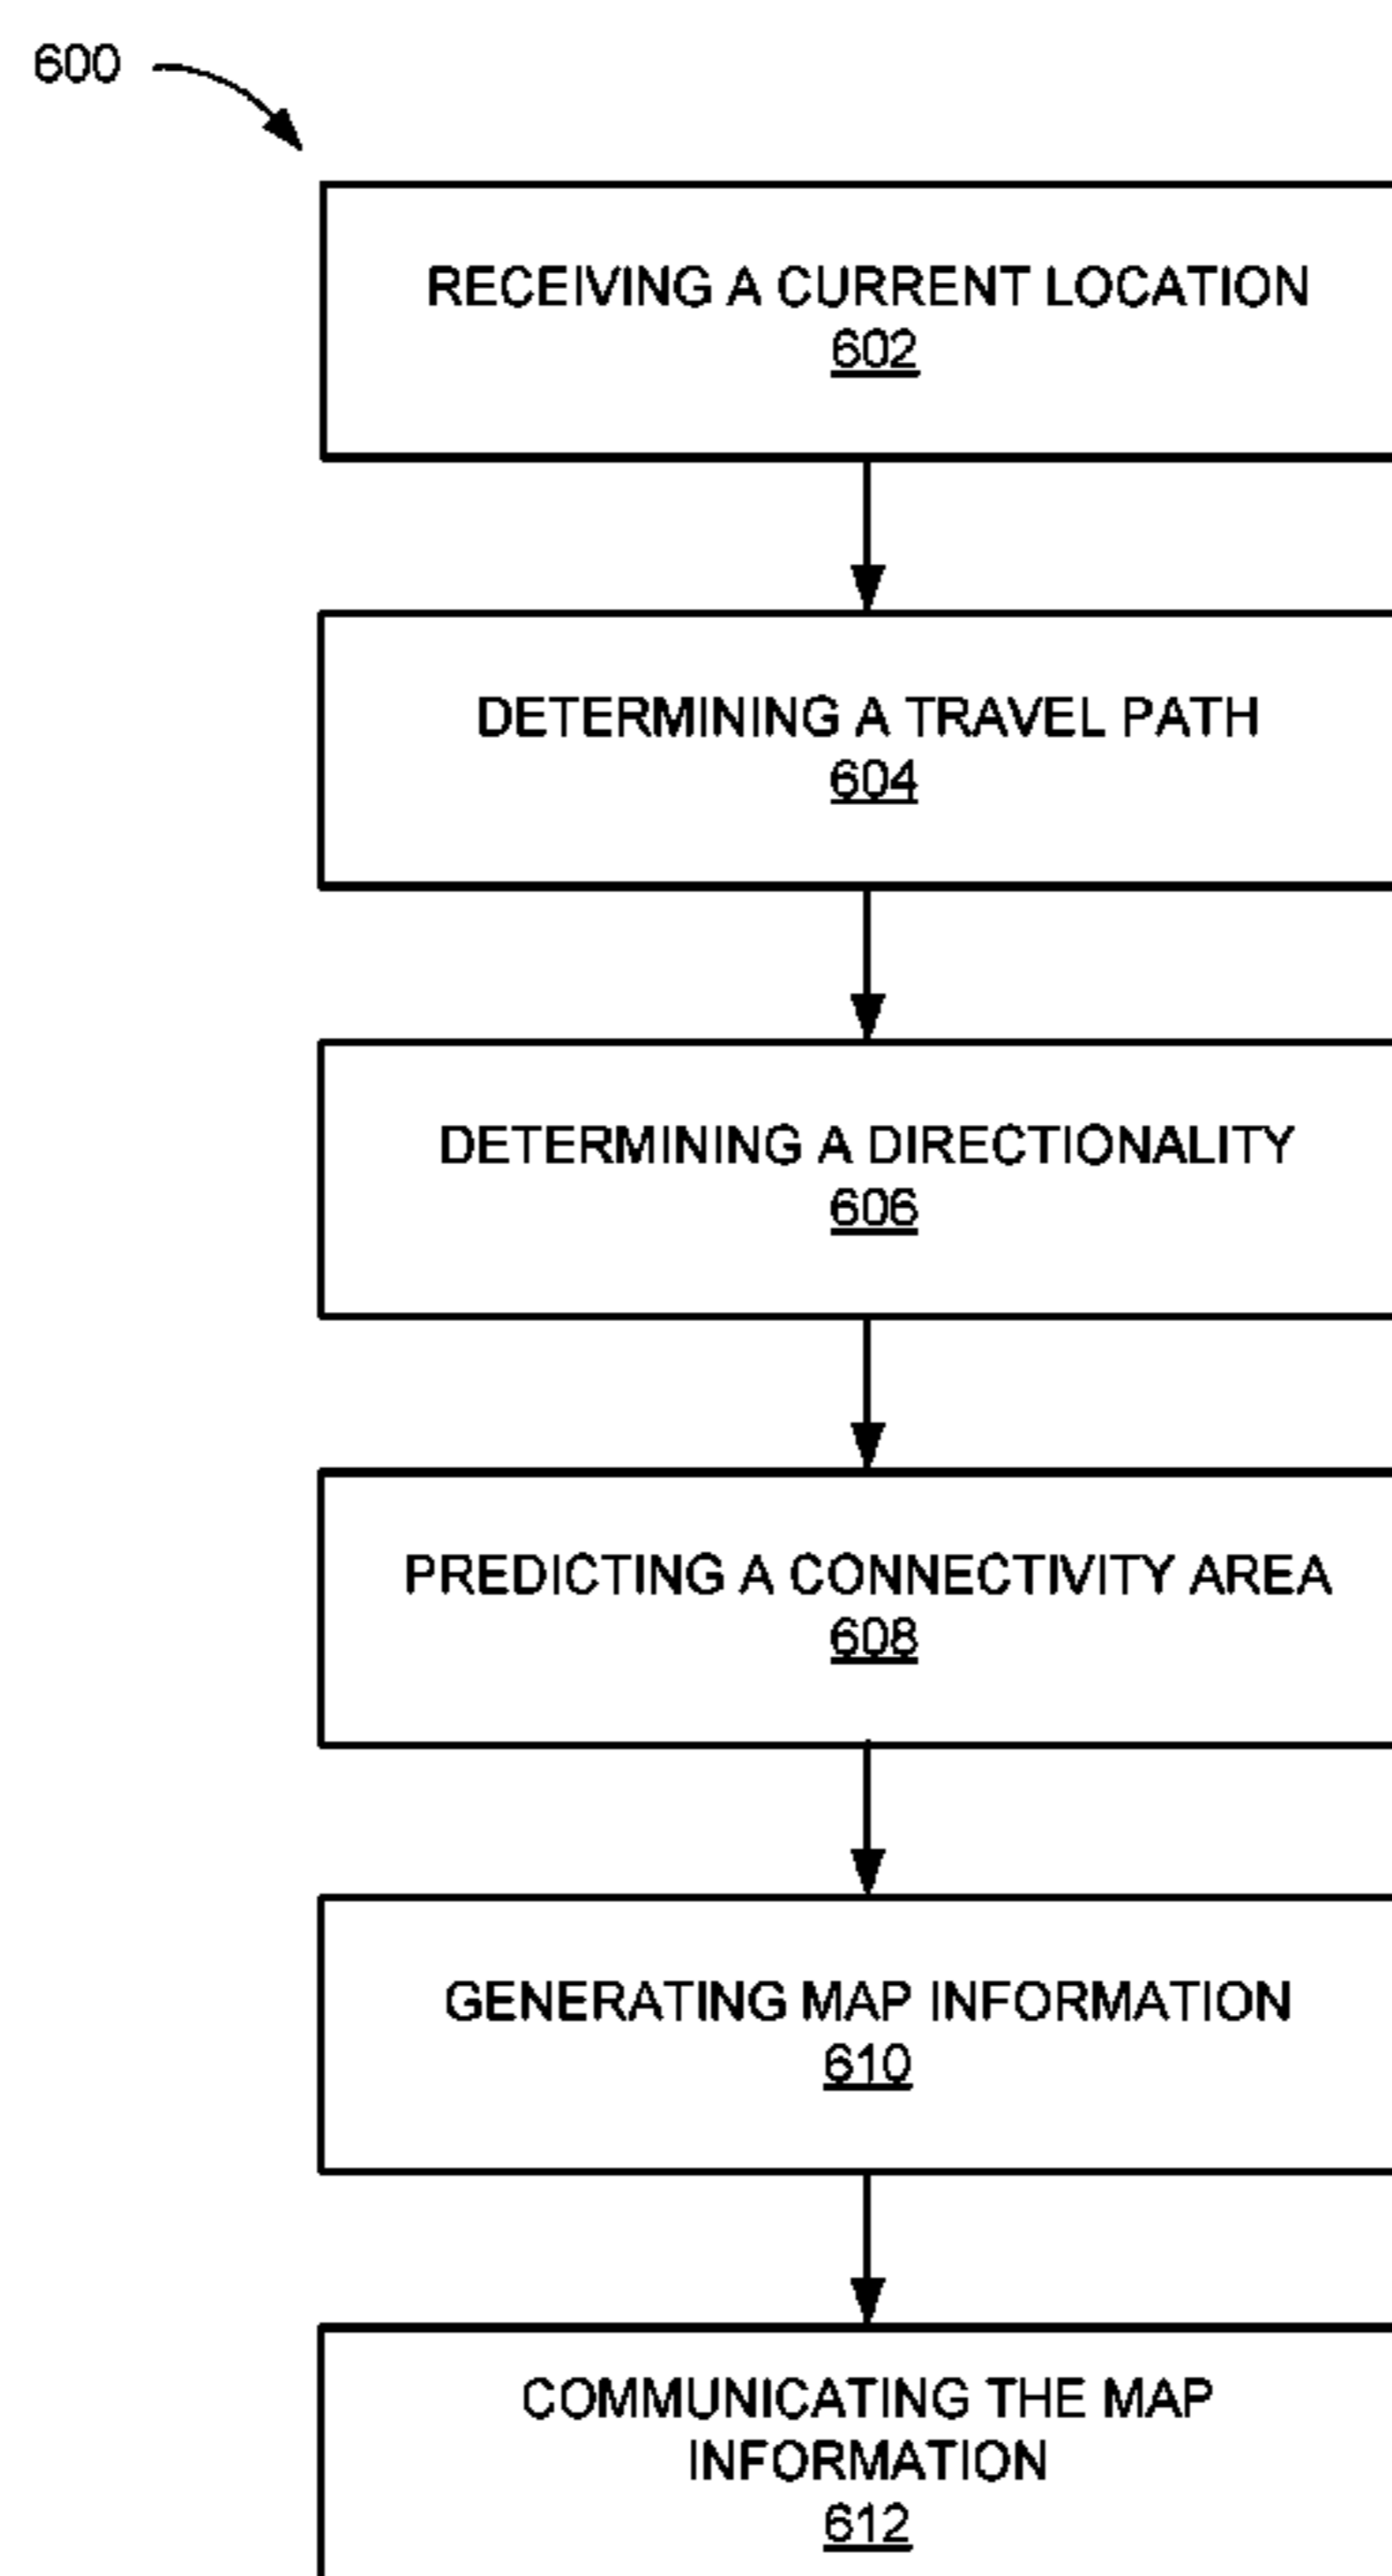 600
RECEIVING A CURRENT LOCATION
602
DETERMINING A TRAVEL PATH
604
DETERMINING A DIRECTIONALITY
606
PREDICTING A CONNECTIVITY AREA
608
GENERATING MAP INFORMATION
610
COMMUNICATING THE MAP
INFORMATION
612